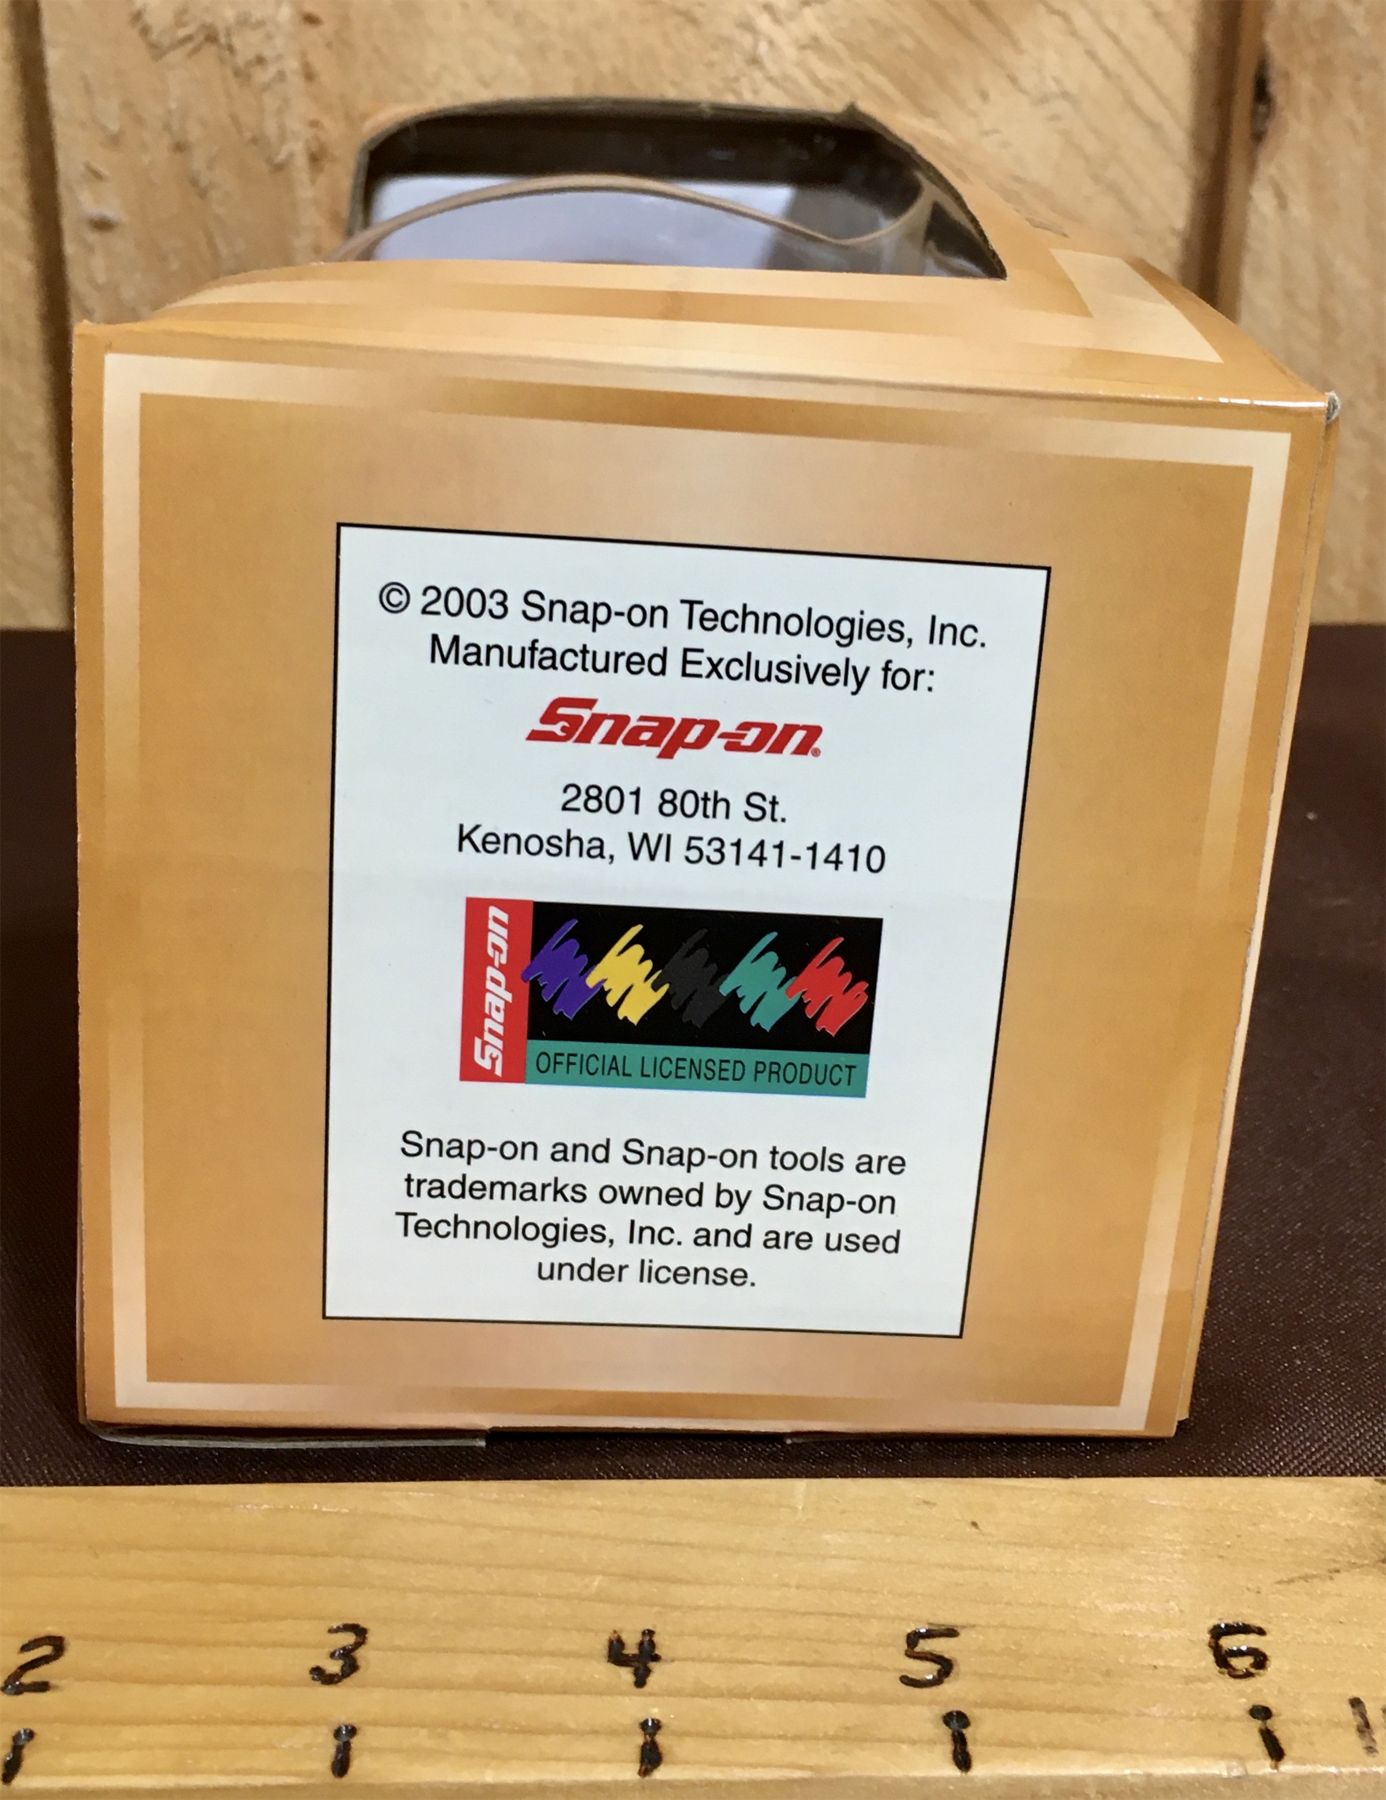 © 2003 Snap-on Technologies, Inc.
Manufactured Exclusively for:
Snap-on®
2801 80th St.
Kenosha, WI 53141-1410
Snap-on
OFFICIAL LICENSED PRODUCT
Snap-on and Snap-on tools are
trademarks owned by Snap-on
Technologies, Inc. and are used
under license.
2 3 4 5 6